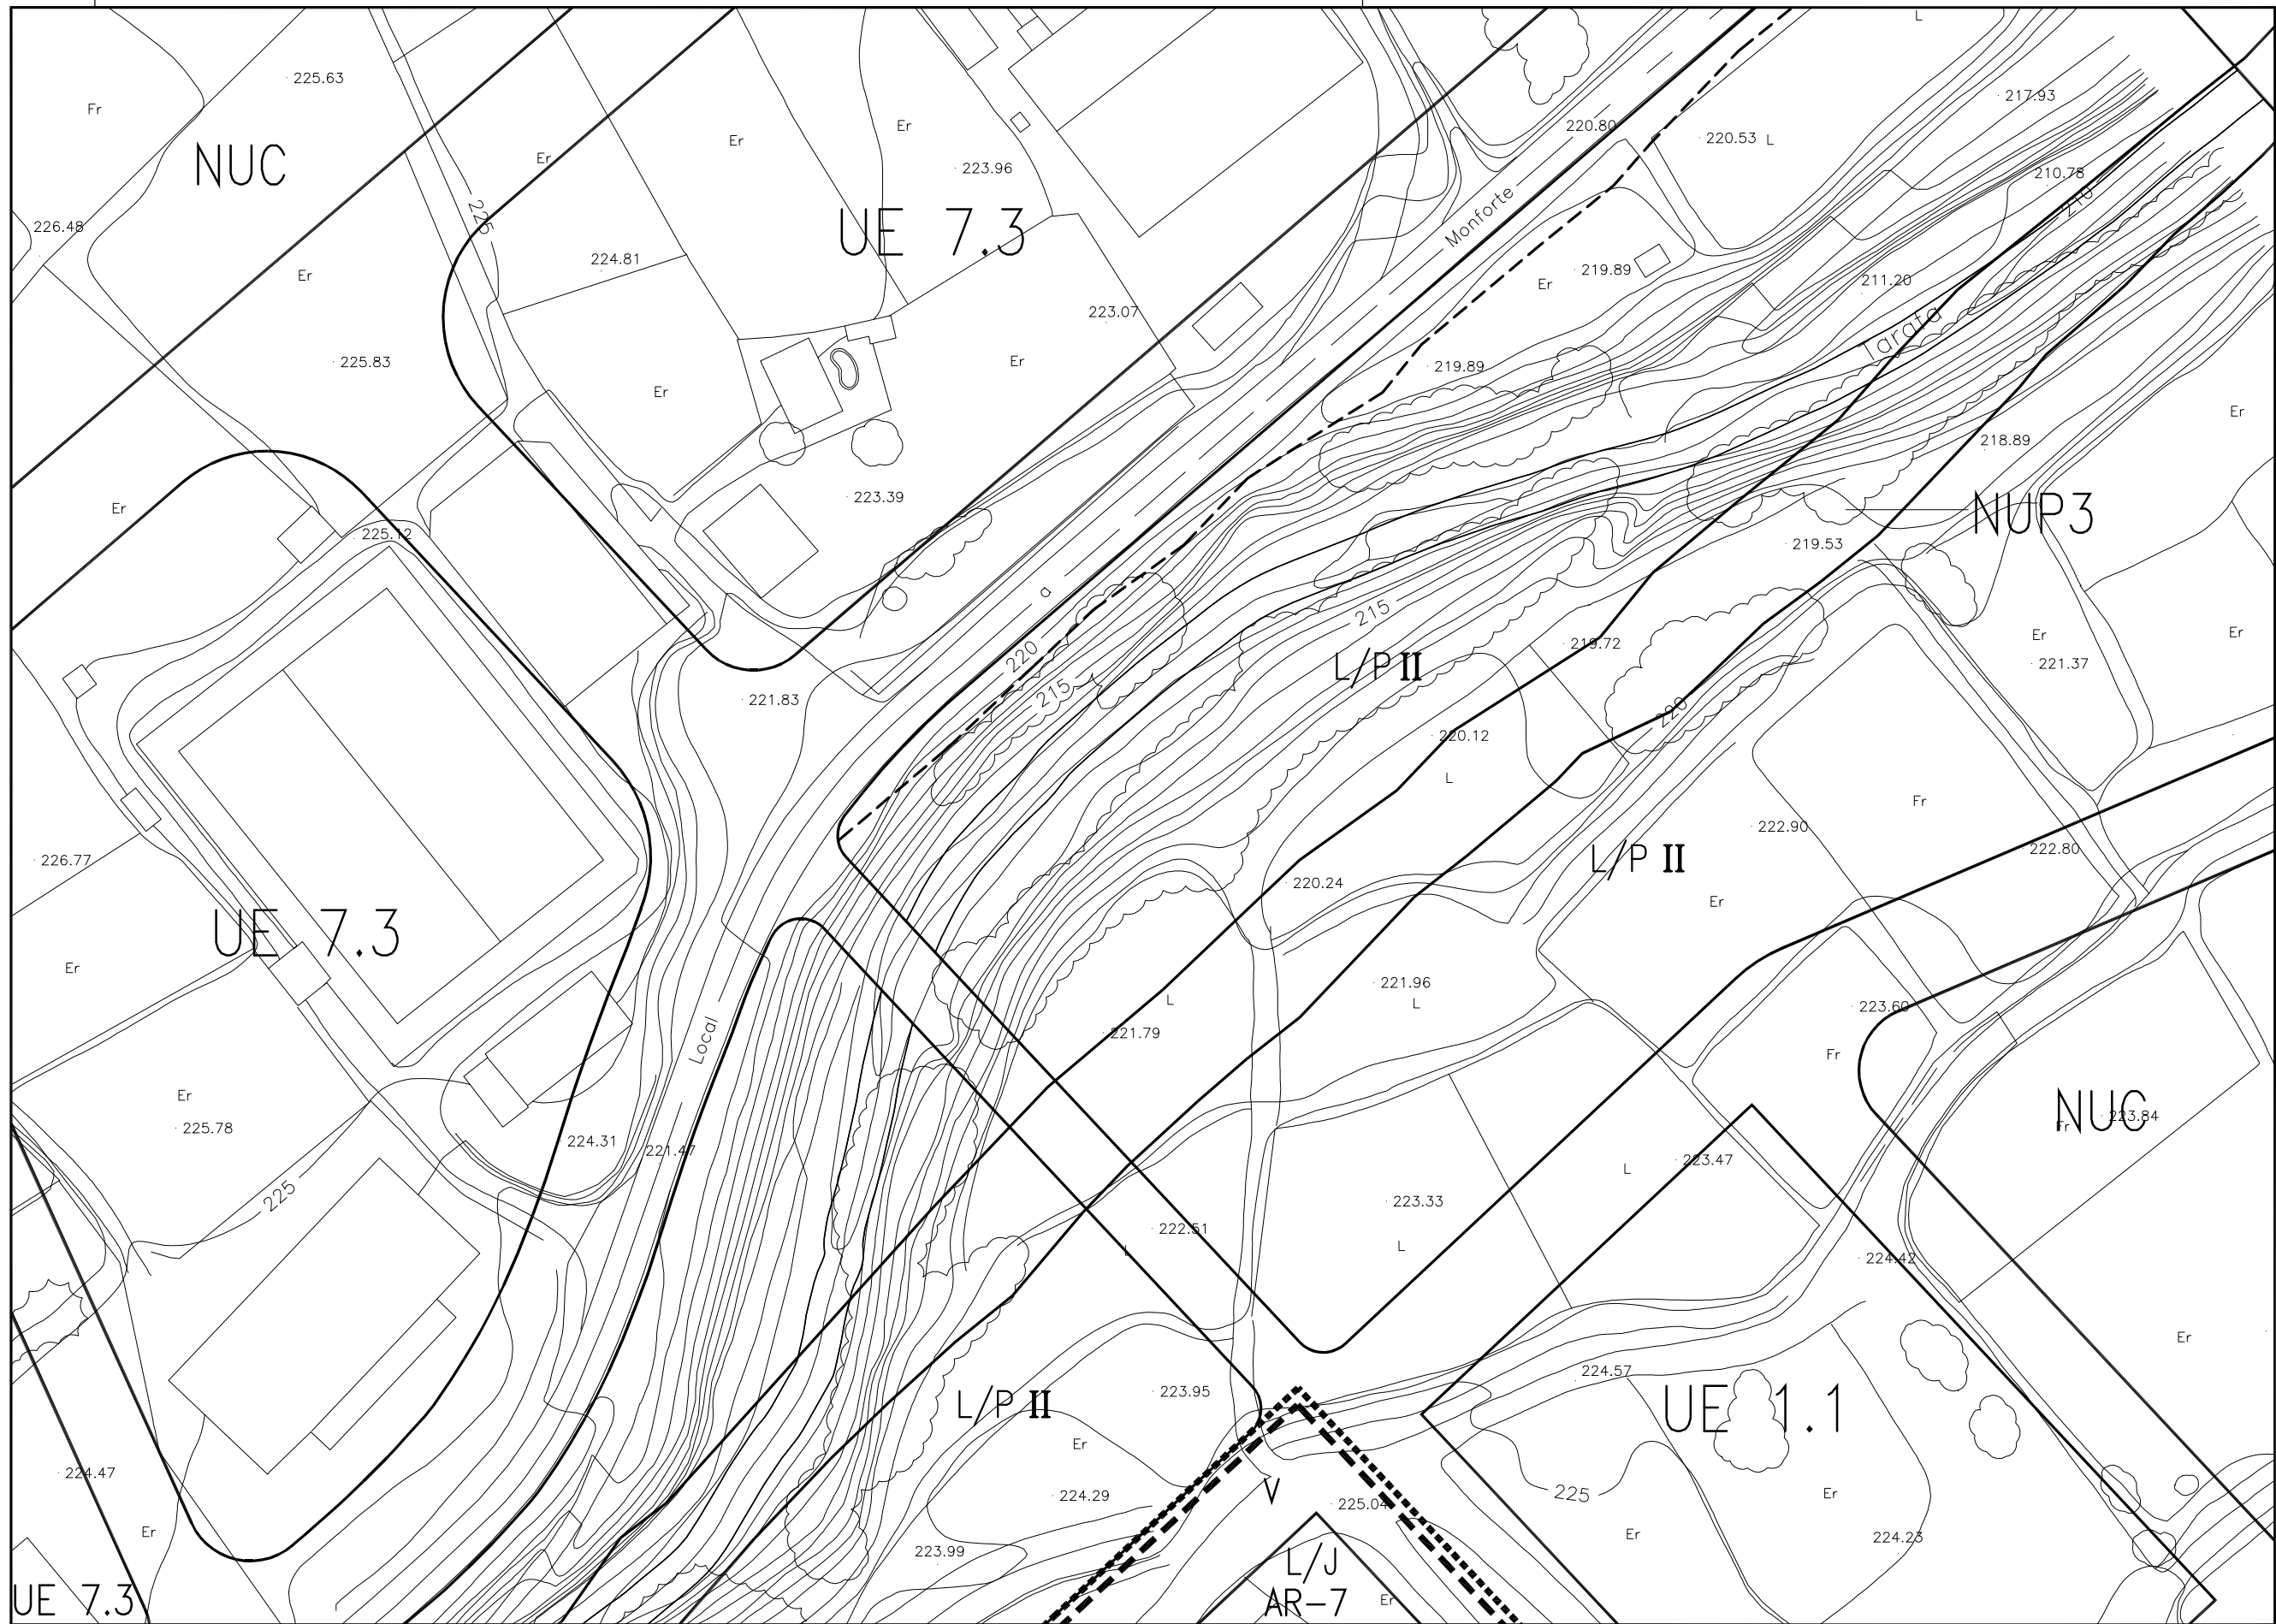 L
225.63
217.93
Fr
Er
220.80
220.53 L
Er
NUC
Er
223.96
210.78
225
UE 7.3
Monforte
210
226.48
224.81
219.89
Er
Er
211.20
223.07
Tarafa
225.83
Er
219.89
Er
Er
218.89
223.39
Er
NUP3
225.12
219.53
a
215
Er
Er
219.72
220
L/P II
221.37
215
221.83
220
220.12
L
Fr
222.90
226.77
222.80
L/P II
220.24
Er
UE 7.3
Er
221.96
L
L
223.60
Local
221.79
Fr
Er
NUC
223.84
Fr
225.78
224.31
221.47
L
223.47
225
223.33
222.51
L
L
224.42
Er
224.57
223.95
L/P II
UE 1.1
Er
224.47
V
225
Er
224.29
225.04
Er
Er
224.23
223.99
L/J
UE 7.3
AR-7
Er